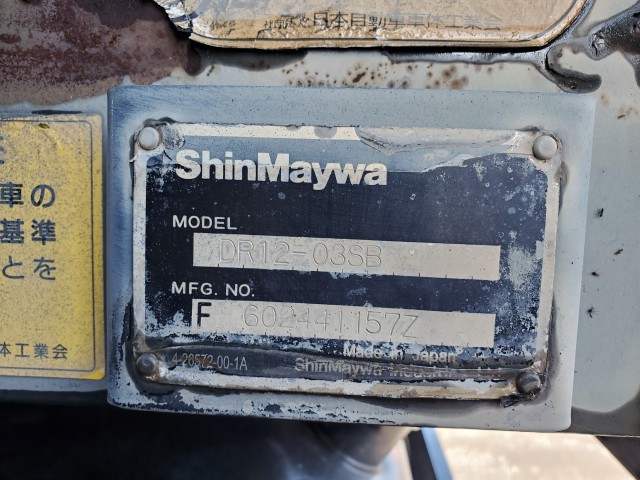 日本自動車車体工業会
ShinMaywa
MODEL
DR12-03SB
MFG. NO.
F 602441157Z
Made in Japan
4-28572-00-1A
ShinMaywa
車の
基準
とを
体工業会